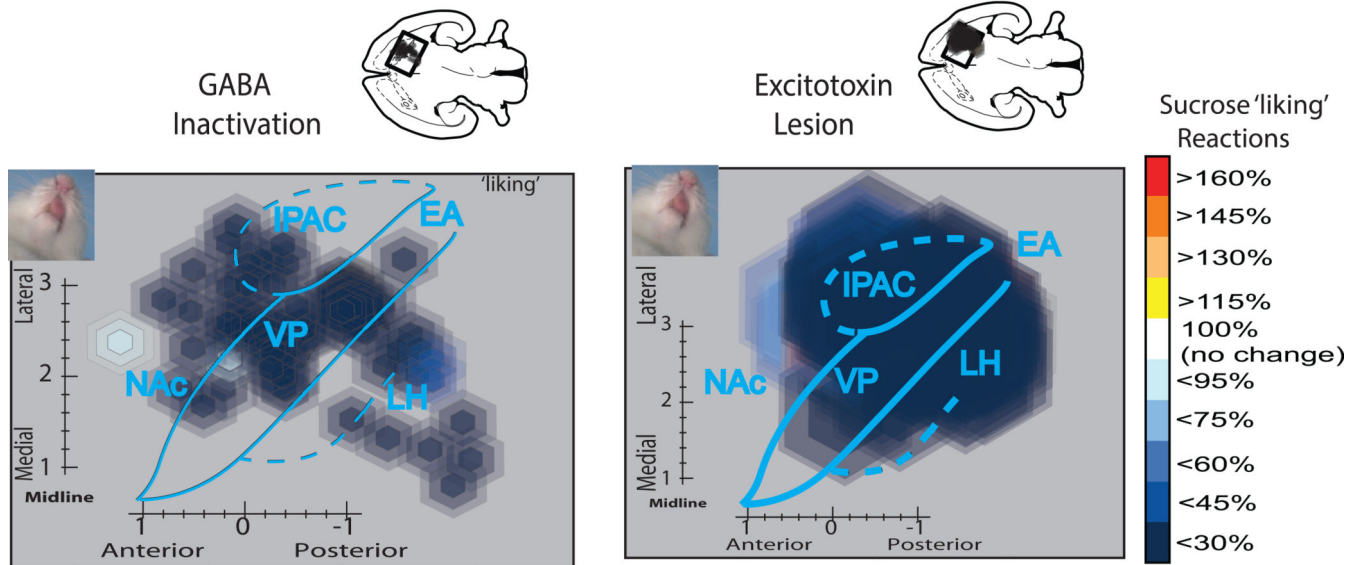 GABA
Inactivation
Excitotoxin
Lesion
Sucrose 'liking'
Reactions
>160%
>145%
>130%
>115%
100%
(no change)
<95%
<75%
<60%
<45%
<30%
'liking'
IPAC
EA
VP
NAc
LH
Lateral
Medial
3
2
1
Midline
1
0
-1
Anterior
Posterior
IPAC
EA
VP
NAc
LH
Lateral
Medial
3
2
1
Midline
1
0
-1
Anterior
Posterior